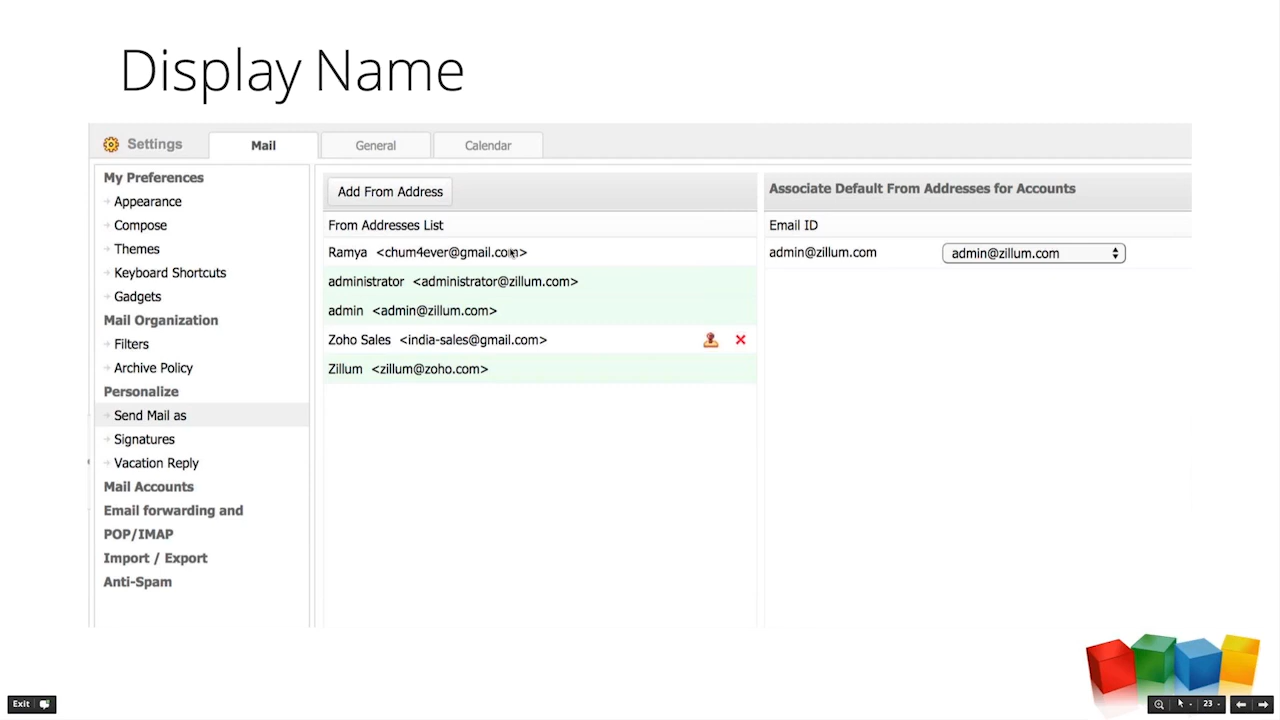 Display Name
Settings
Mail
General
Calendar
My Preferences
Appearance
Compose
Themes
Keyboard Shortcuts
Gadgets
Mail Organization
Filters
Archive Policy
Personalize
Send Mail as
Signatures
Vacation Reply
Mail Accounts
Email forwarding and
POP/IMAP
Import / Export
Anti-Spam
Add From Address
From Addresses List
Ramya <chum4ever@gmail.com>
administrator <administrator@zillum.com>
admin <admin@zillum.com>
Zoho Sales <india-sales@gmail.com>
Zillum <zillum@zoho.com>
Associate Default From Addresses for Accounts
Email ID
admin@zillum.com admin@zillum.com
Exit
23